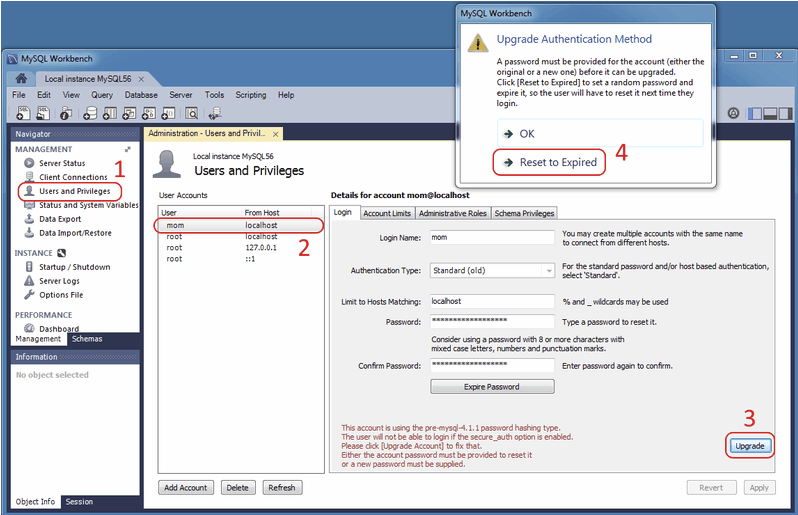 MySQL Workbench
Upgrade Authentication Method
A password must be provided for the account (either the
original or a new one) before it can be upgraded.
Click [Reset to Expired] to set a random password and
expire it, so the user will have to reset it next time they
login.
OK
Reset to Expired
4
MySQL Workbench
Local instance MySQL56
File Edit View Query Database Server Tools Scripting Help
Navigator
MANAGEMENT
1
Server Status
Client Connections
Users and Privileges
Status and System Variables
Data Export
Data Import/Restore
INSTANCE
Startup / Shutdown
Server Logs
Options File
PERFORMANCE
Dashboard
Management Schemas
Information
No object selected
Object Info Session
Administration - Users and Privil...
Local instance MySQL56
Users and Privileges
User Accounts
User From Host
mom localhost
root localhost
root 127.0.0.1
root ::1
2
Add Account Delete Refresh
Details for account mom@localhost
Login Account Limits Administrative Roles Schema Privileges
Login Name: mom
You may create multiple accounts with the same name
to connect from different hosts.
Authentication Type: Standard (old)
For the standard password and/or host based authentication,
select 'Standard'.
Limit to Hosts Matching: localhost % and _ wildcards may be used
Password: ****************** Type a password to reset it.
Consider using a password with 8 or more characters with
mixed case letters, numbers and punctuation marks.
Confirm Password: ****************** Enter password again to confirm.
Expire Password
This account is using the pre-mysql-4.1.1 password hashing type.
The user will not be able to login if the secure_auth option is enabled.
Please click [Upgrade Account] to fix that.
Either the account password must be provided to reset it
or a new password must be supplied.
3
Upgrade
Revert Apply